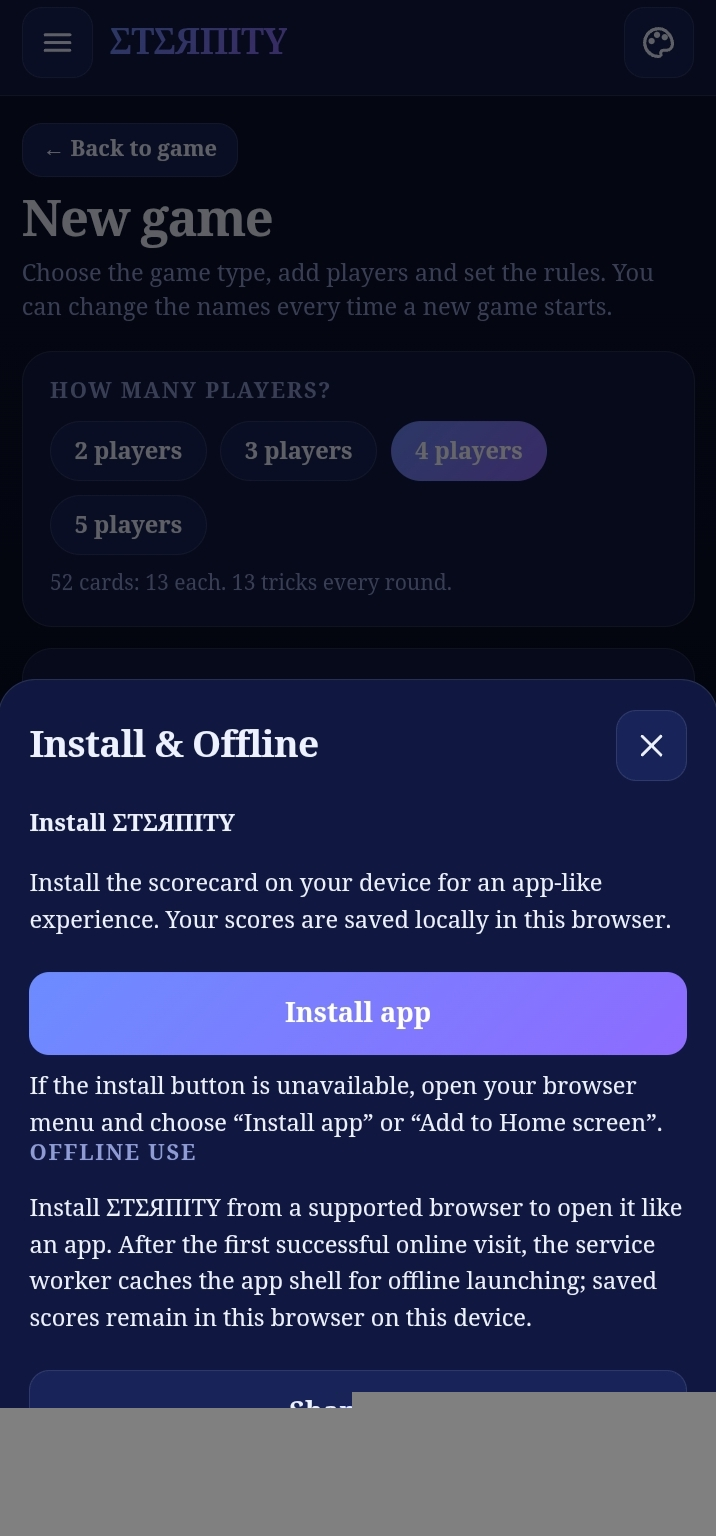 ΣTΣЯПITY
← Back to game
New game
Choose the game type, add players and set the rules. You
can change the names every time a new game starts.
HOW MANY PLAYERS?
2 players
3 players
4 players
5 players
52 cards: 13 each. 13 tricks every round.
Install & Offline
Install ΣTΣЯПITY
Install the scorecard on your device for an app-like
experience. Your scores are saved locally in this browser.
Install app
If the install button is unavailable, open your browser
menu and choose “Install app” or “Add to Home screen”.
OFFLINE USE
Install ΣTΣЯПITY from a supported browser to open it like
an app. After the first successful online visit, the service
worker caches the app shell for offline launching; saved
scores remain in this browser on this device.